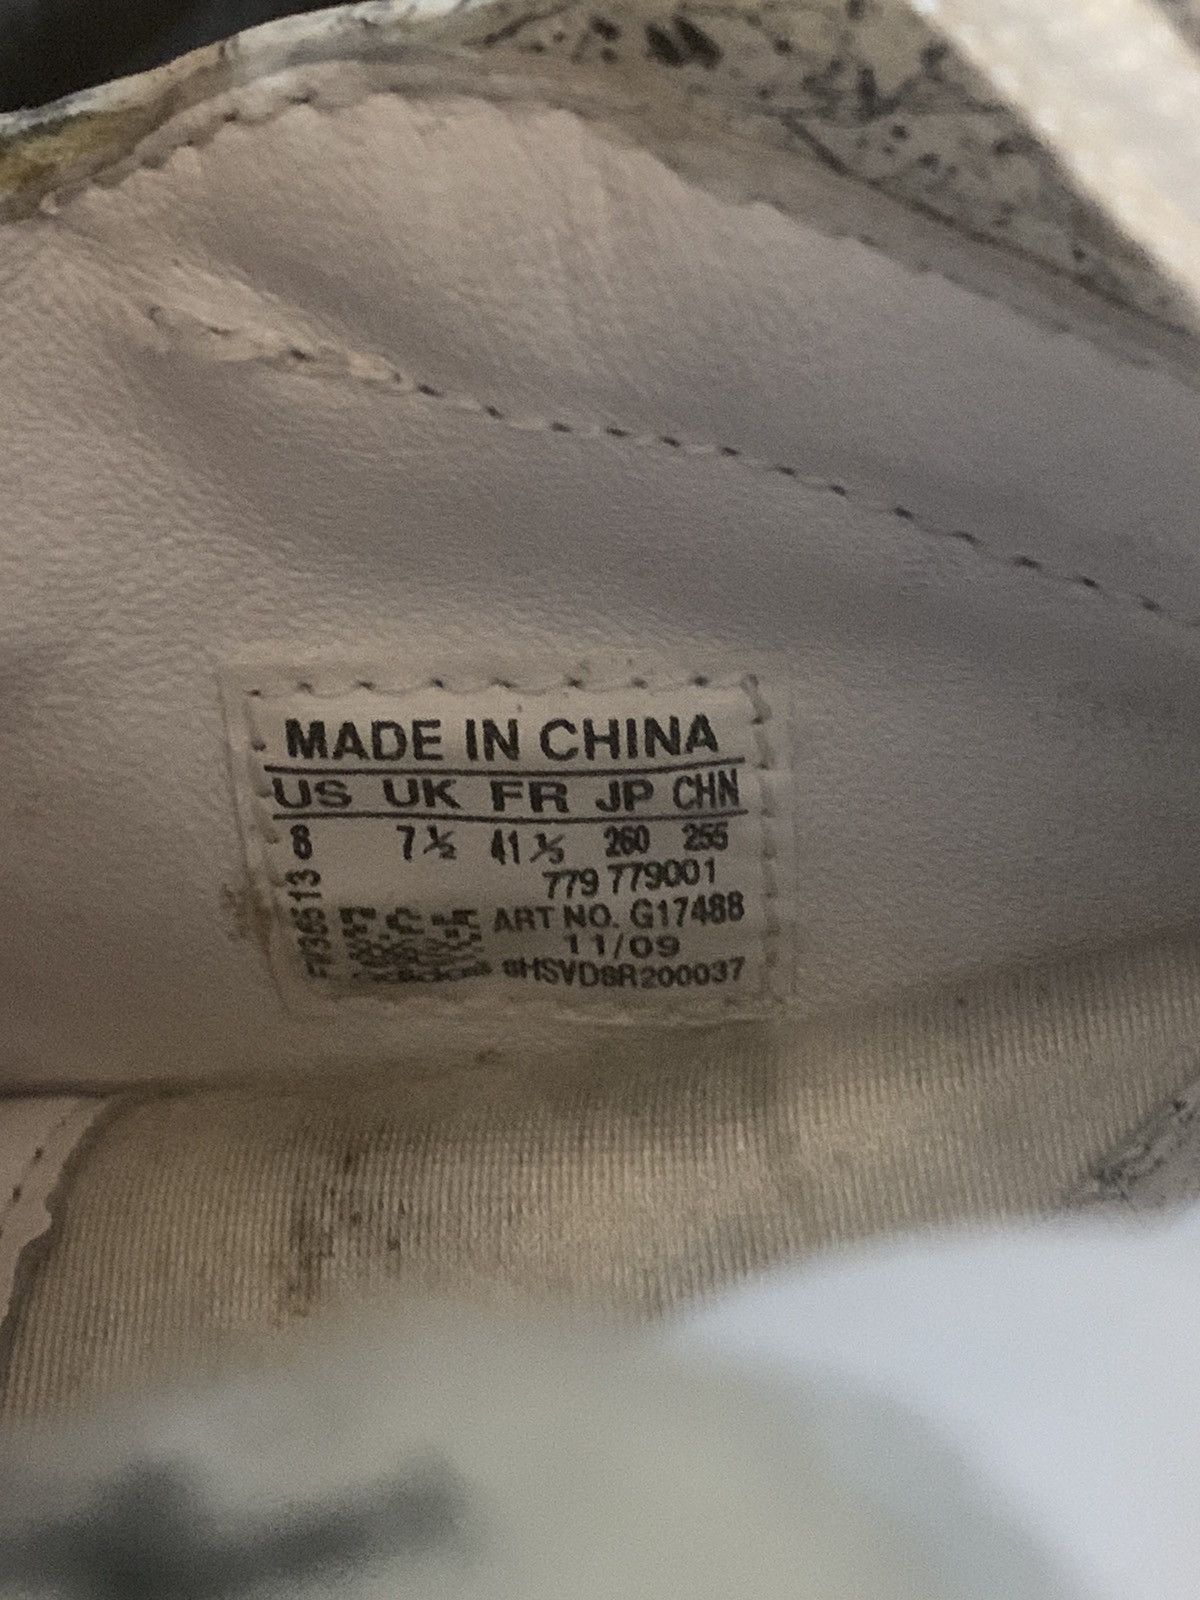 MADE IN CHINA
US UK FR JP CHN
8 7½ 41⅓ 260 255
779 779001
ART NO. G17488
11/09
8HSVD8R200037